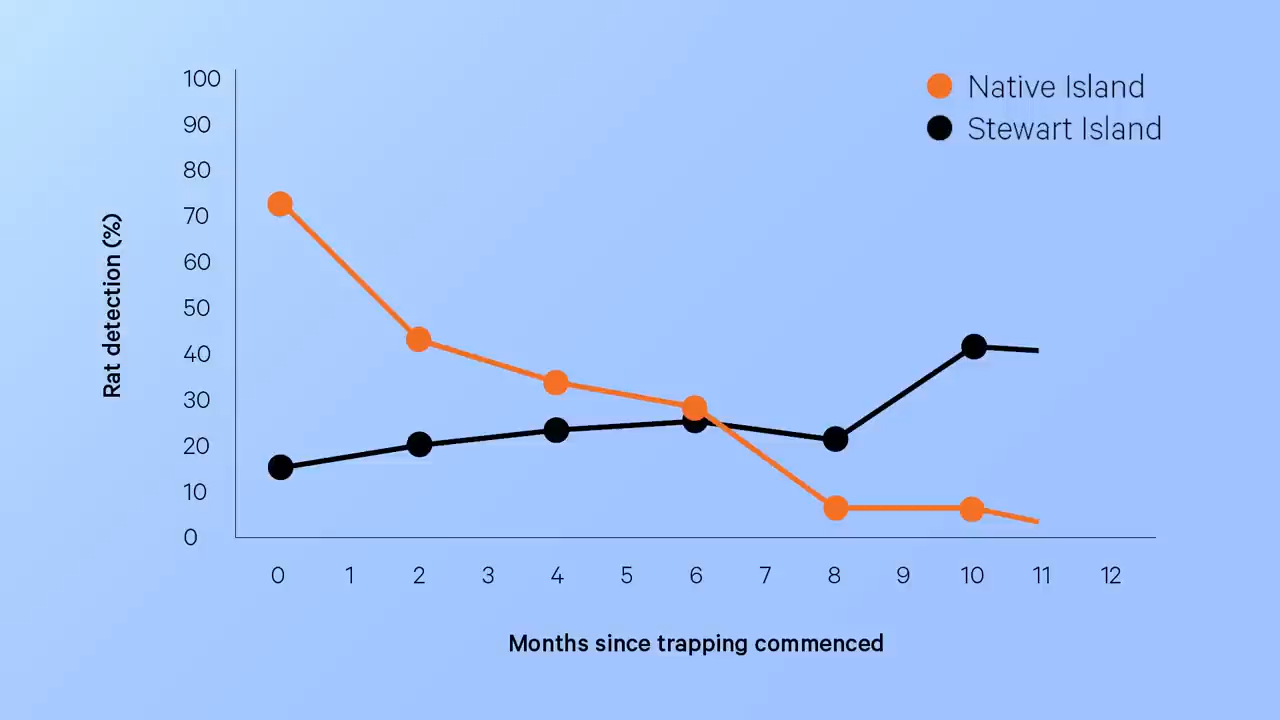 Native Island
Stewart Island
Rat detection (%)
100
90
80
70
60
50
40
30
20
10
0
0 1 2 3 4 5 6 7 8 9 10 11 12
Months since trapping commenced